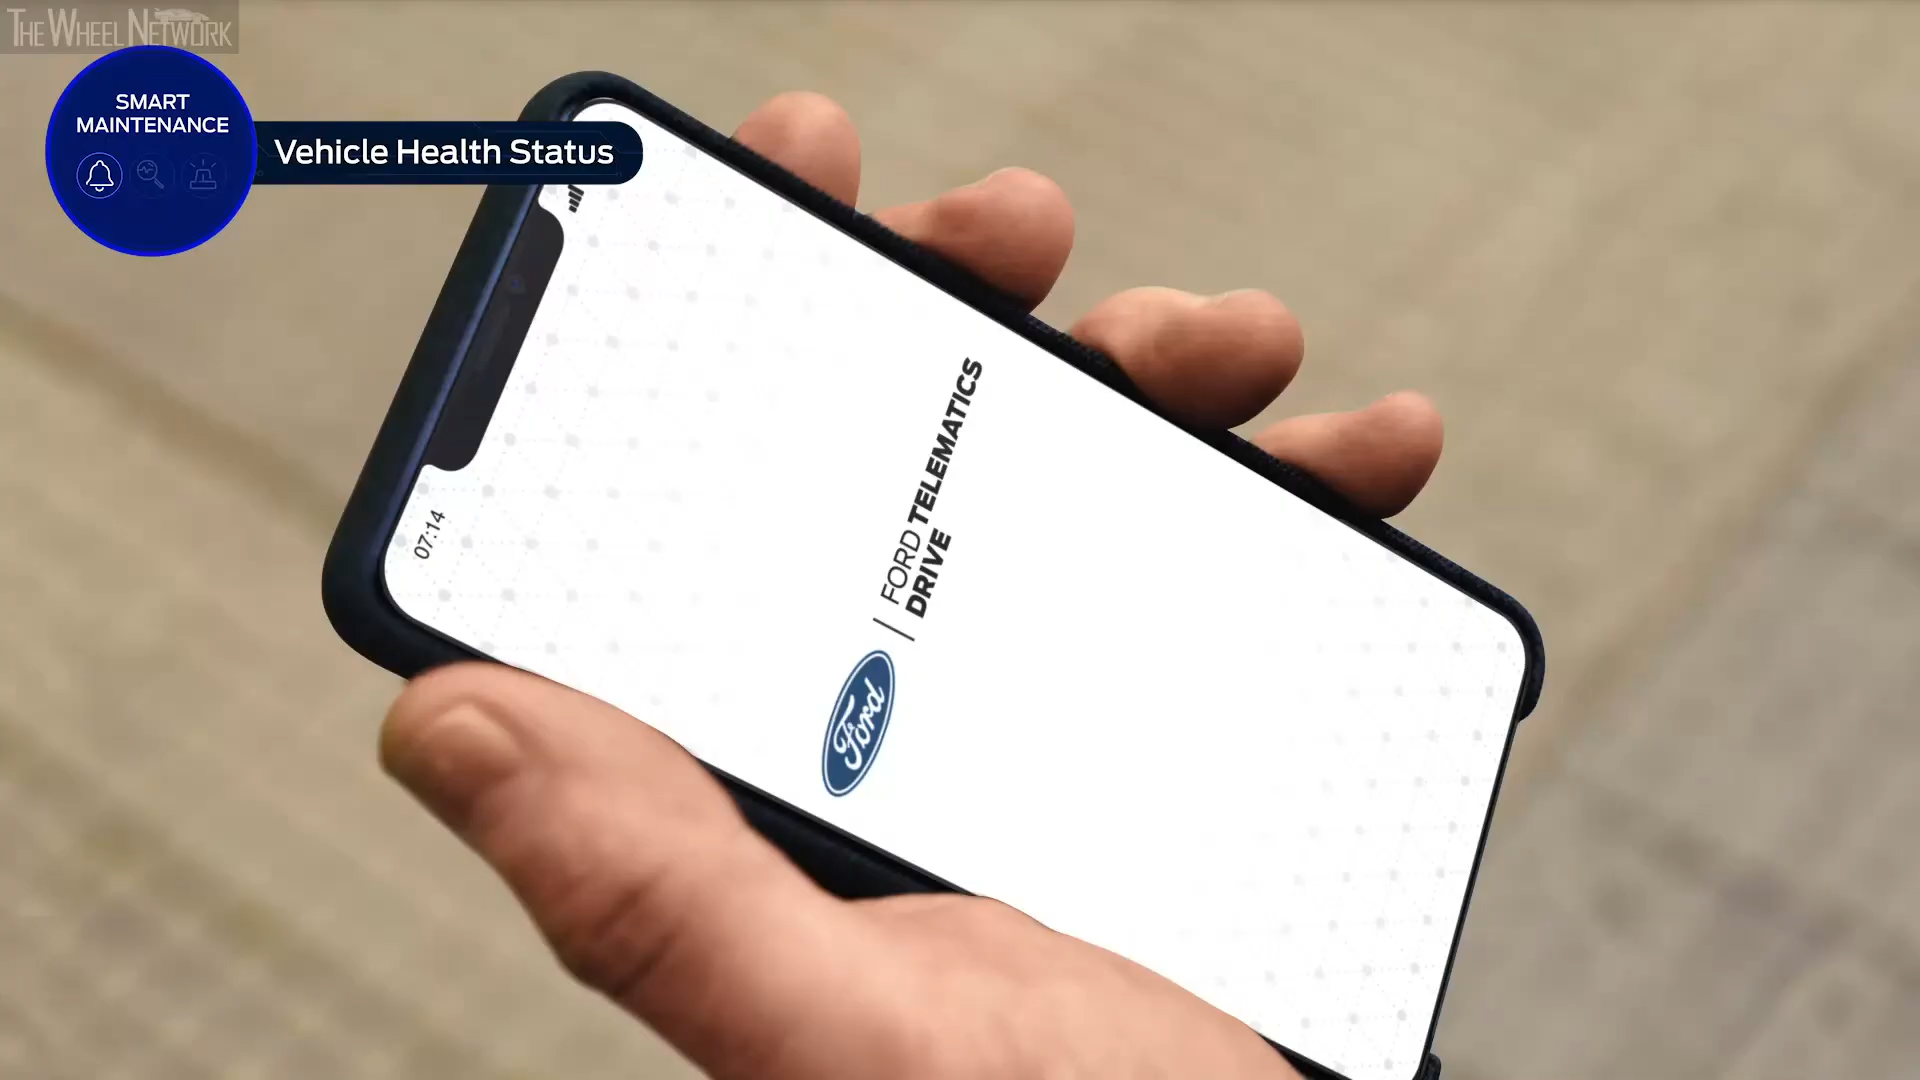 THE WHEEL NETWORK
SMART
MAINTENANCE
Vehicle Health Status
07:14
Ford
FORD TELEMATICS
DRIVE